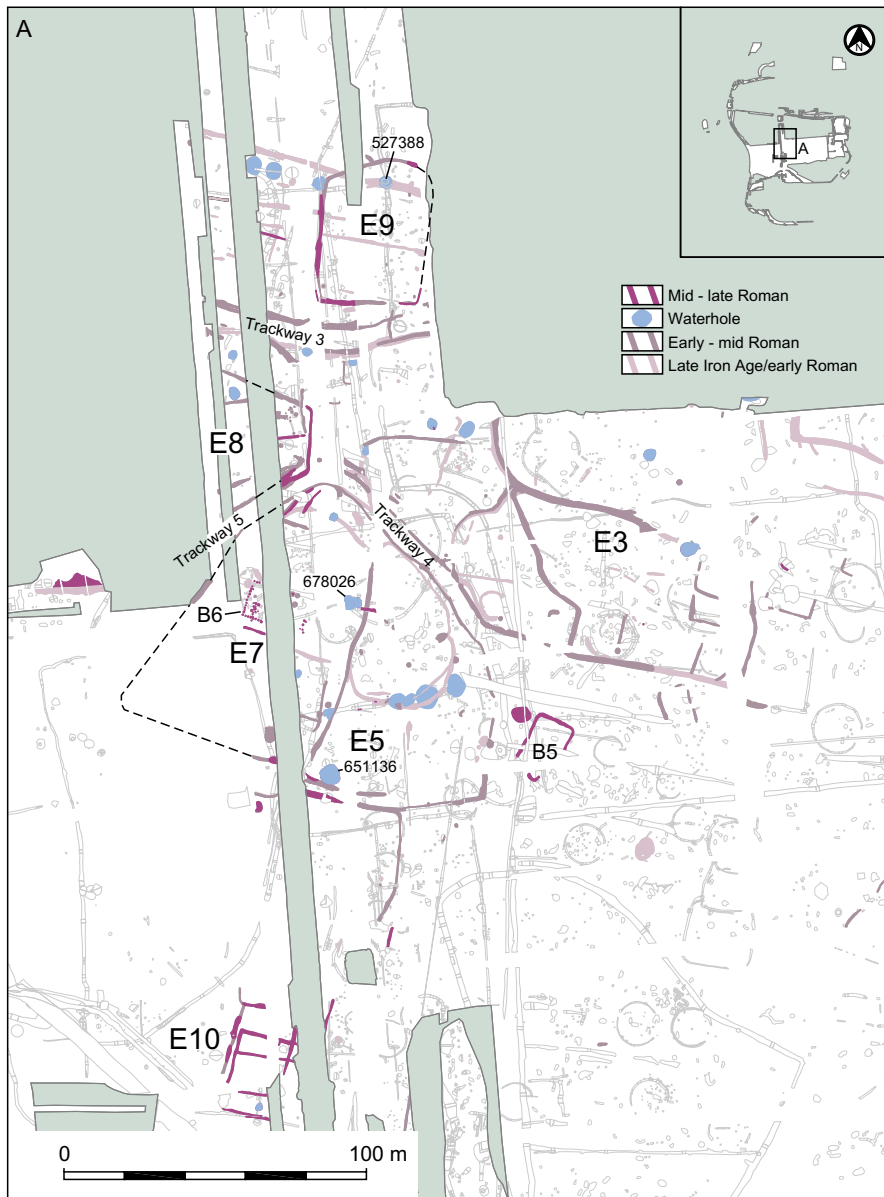 A
N
A
527388
E9
Mid - late Roman
Waterhole
Early - mid Roman
Late Iron Age/early Roman
Trackway 3
E8
Trackway 5
Trackway 4
E3
678026
B6
E7
E5
B5
651136
E10
0
100 m